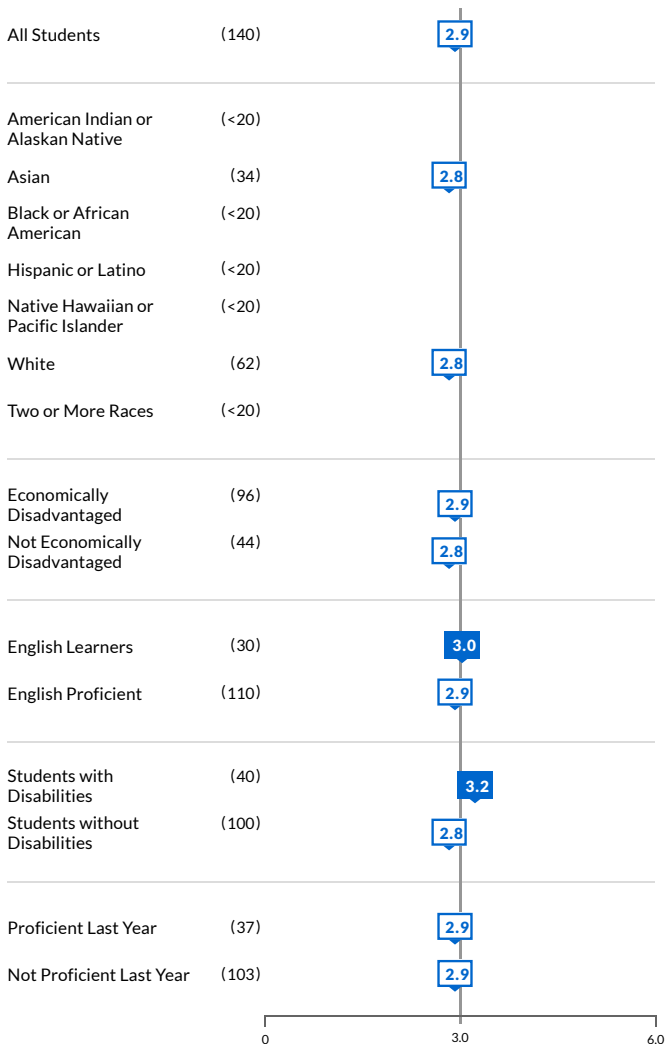 All Students (140) 2.9
American Indian or (<20)
Alaskan Native
Asian (34) 2.8
Black or African (<20)
American
Hispanic or Latino (<20)
Native Hawaiian or (<20)
Pacific Islander
White (62) 2.8
Two or More Races (<20)
Economically (96) 2.9
Disadvantaged
Not Economically (44) 2.8
Disadvantaged
English Learners (30) 3.0
English Proficient (110) 2.9
Students with (40) 3.2
Disabilities
Students without (100) 2.8
Disabilities
Proficient Last Year (37) 2.9
Not Proficient Last Year (103) 2.9
0 3.0 6.0